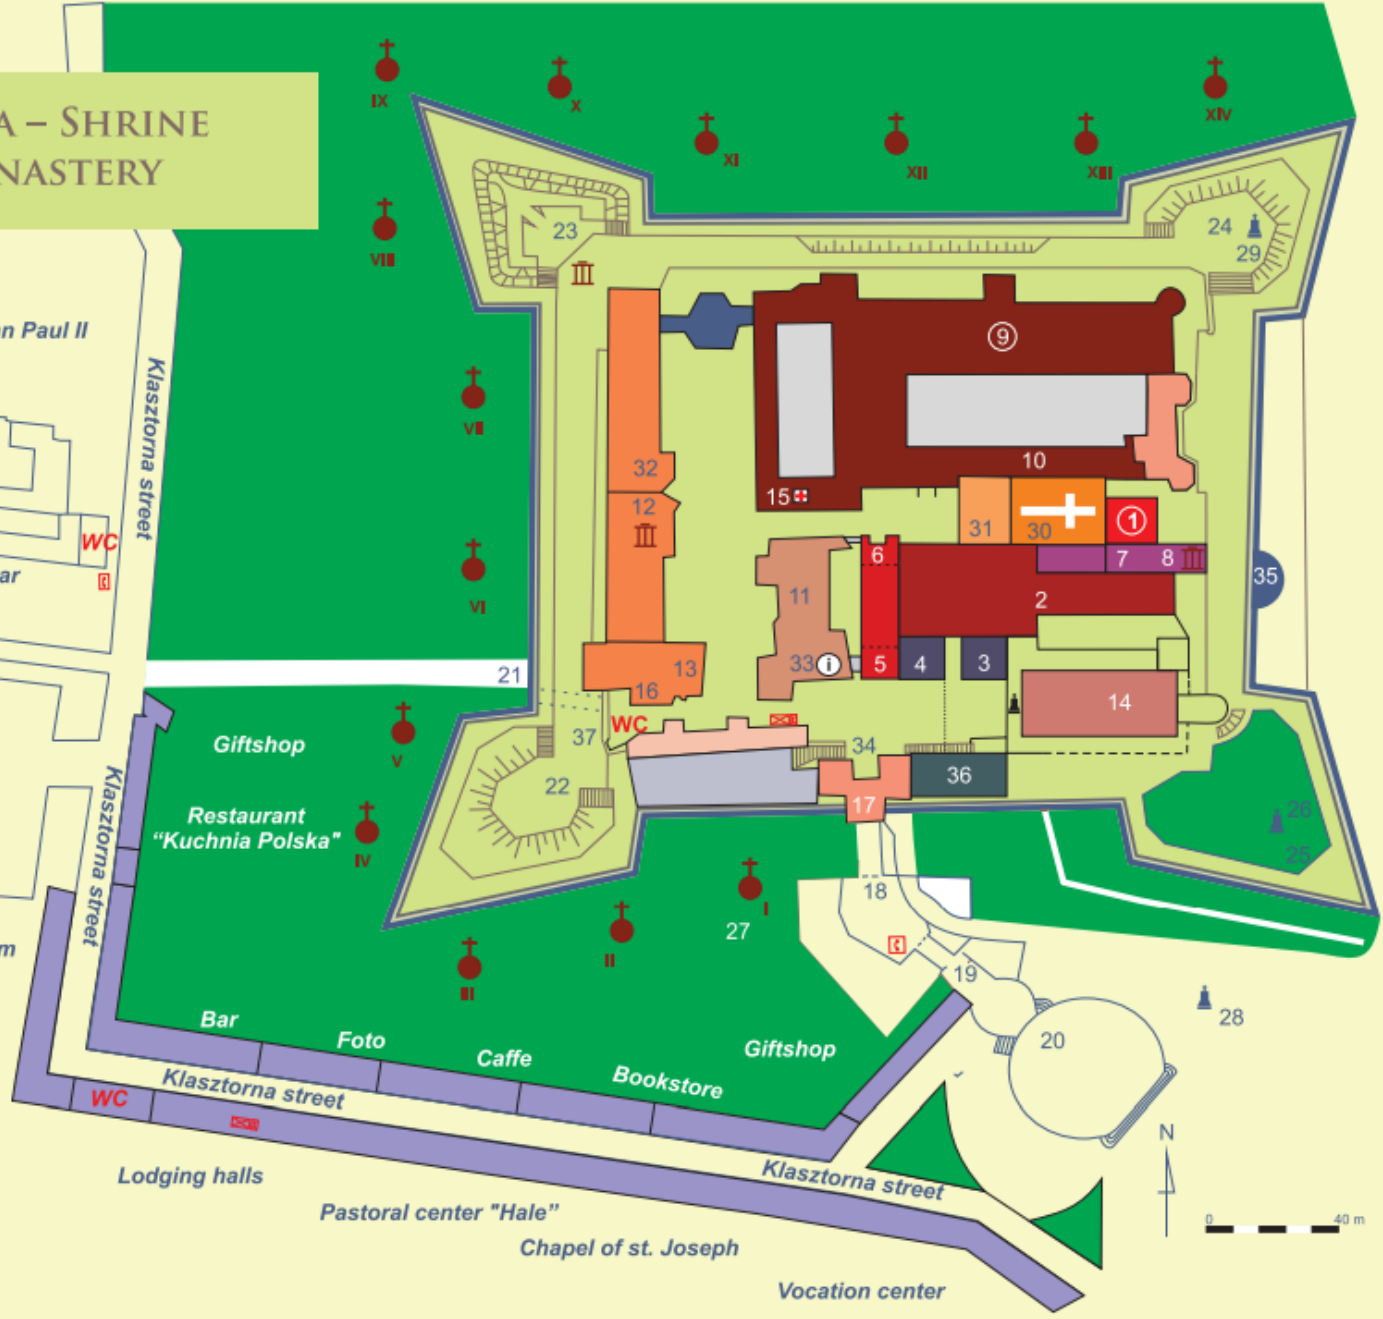 A – SHRINE
NASTERY
IX
X
XI
XII
XIII
XIV
VIII
VII
VI
V
IV
III
II
I
23
24
29
n Paul II
Klasztorna street
9
32
12
10
15
31
30
1
7
8
6
2
11
35
WC
ar
33
i
5
4
3
13
16
14
21
WC
37
34
22
36
17
26
25
Giftshop
Restaurant
“Kuchnia Polska"
Klasztorna street
m
18
27
19
28
20
Bar
Foto
Caffe
Bookstore
Giftshop
Klasztorna street
WC
Klasztorna street
N
0
40 m
Lodging halls
Pastoral center "Hale”
Chapel of st. Joseph
Vocation center